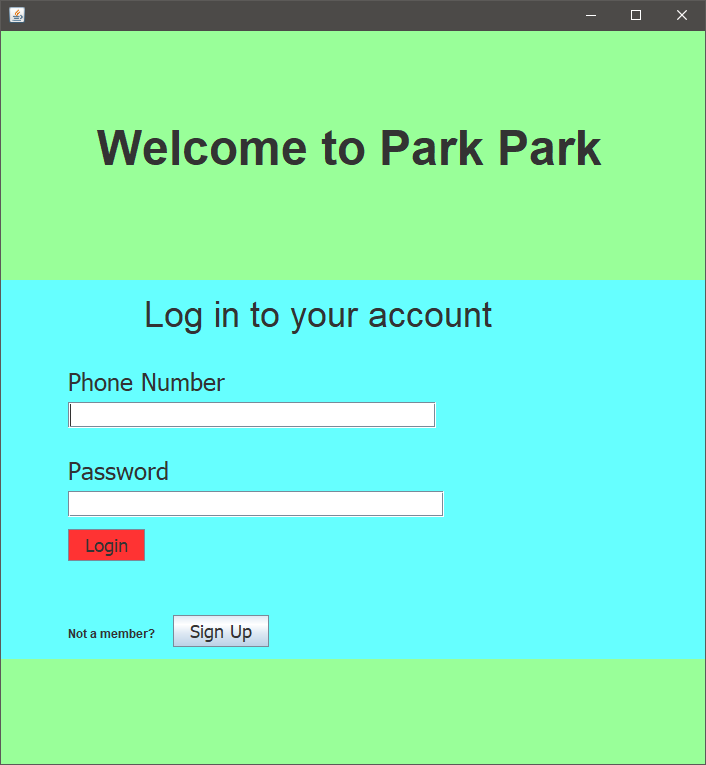 Welcome to Park Park
Log in to your account
Phone Number
Password
Login
Not a member?
Sign Up